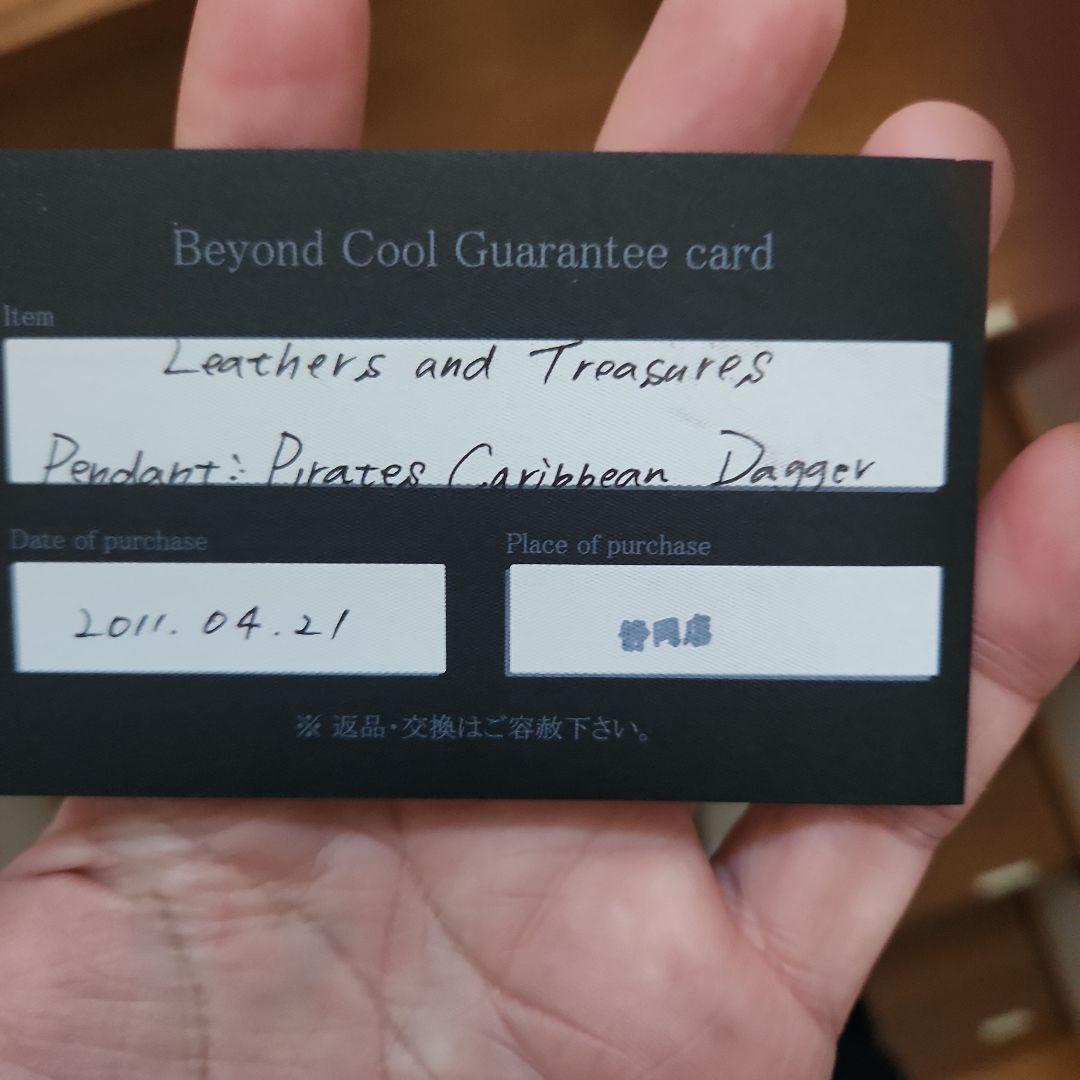 Beyond Cool Guarantee card
Item
Leathers and Treasures
Pendant: Pirates Caribbean Dagger
Date of purchase
Place of purchase
2011.04.21
静岡店
※ 返品・交換はご容赦下さい。